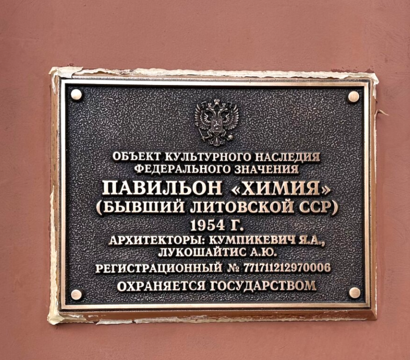 ОБЪЕКТ КУЛЬТУРНОГО НАСЛЕДИЯ
ФЕДЕРАЛЬНОГО ЗНАЧЕНИЯ
ПАВИЛЬОН «ХИМИЯ»
(БЫВШИЙ ЛИТОВСКОЙ ССР)
1954 Г.
АРХИТЕКТОРЫ: КУМПИКЕВИЧ Я.А.,
ЛУКОШАЙТИС А.Ю.
РЕГИСТРАЦИОННЫЙ № 771711212970006
ОХРАНЯЕТСЯ ГОСУДАРСТВОМ